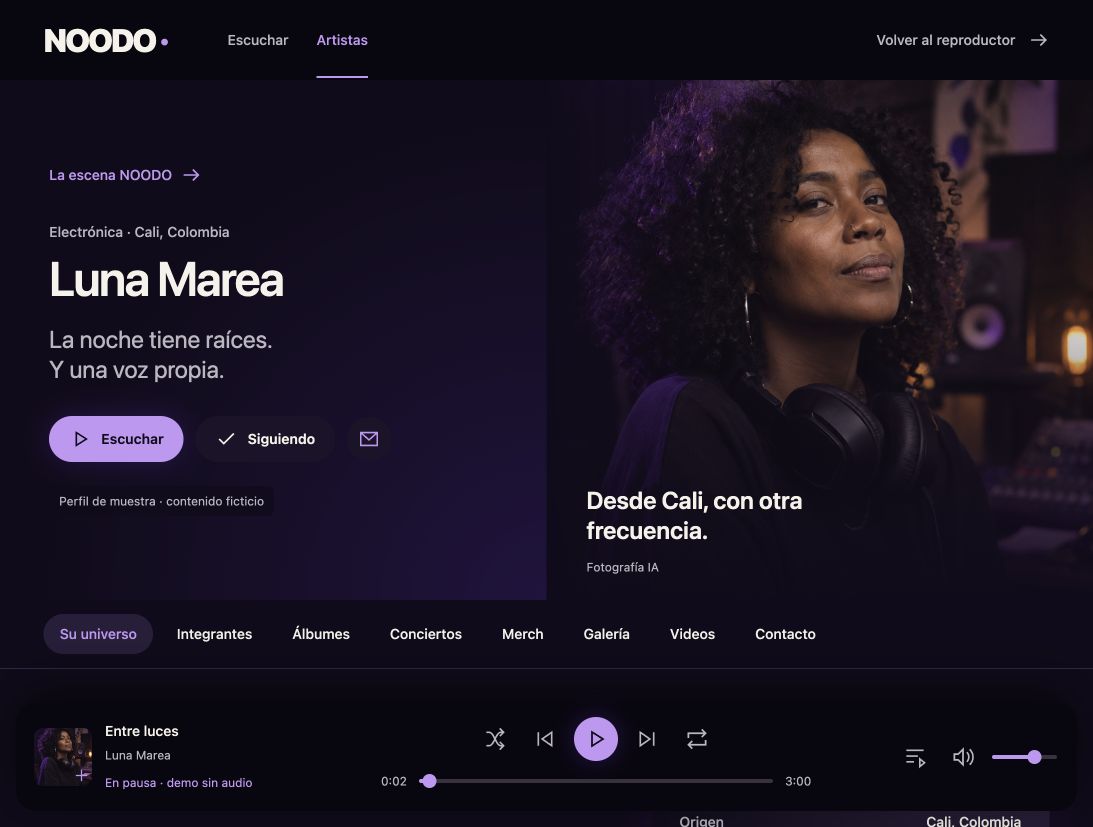 NOODO
Escuchar
Artistas
Volver al reproductor
La escena NOODO
Electrónica · Cali, Colombia
Luna Marea
La noche tiene raíces.
Y una voz propia.
Escuchar
Siguiendo
Perfil de muestra · contenido ficticio
Desde Cali, con otra
frecuencia.
Fotografía IA
Su universo
Integrantes
Álbumes
Conciertos
Merch
Galería
Videos
Contacto
Entre luces
Luna Marea
En pausa · demo sin audio
0:02
3:00
Origen
Cali, Colombia